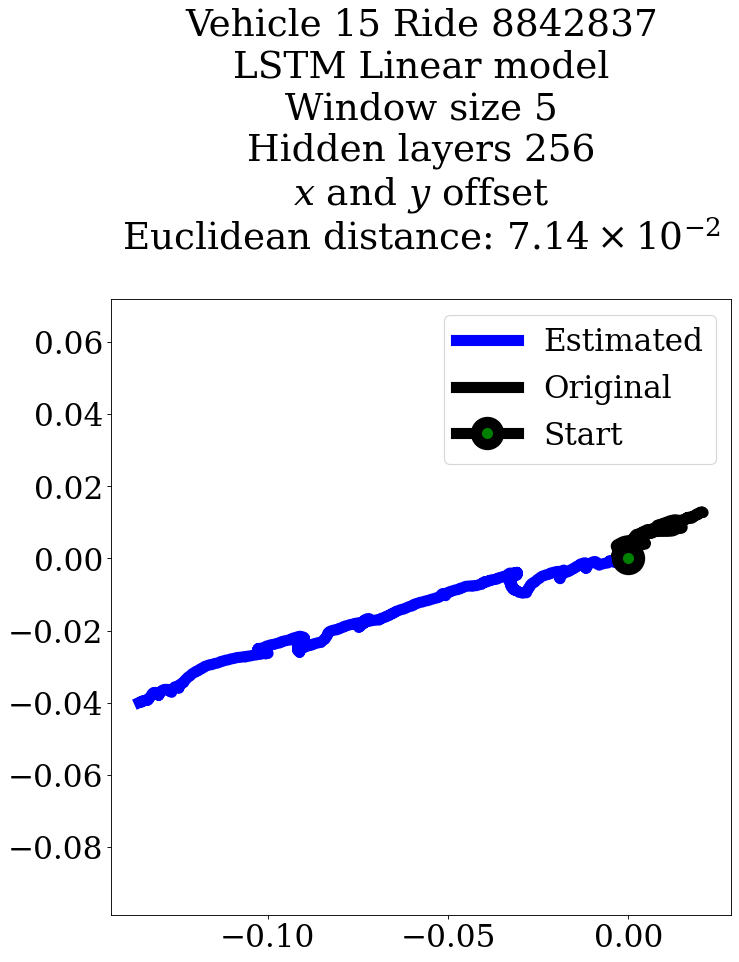 Vehicle 15 Ride 8842837
LSTM Linear model
Window size 5
Hidden layers 256
x and y offset
Euclidean distance: 7.14 × 10⁻²
Estimated
Original
Start
0.06
0.04
0.02
0.00
−0.02
−0.04
−0.06
−0.08
−0.10 −0.05 0.00